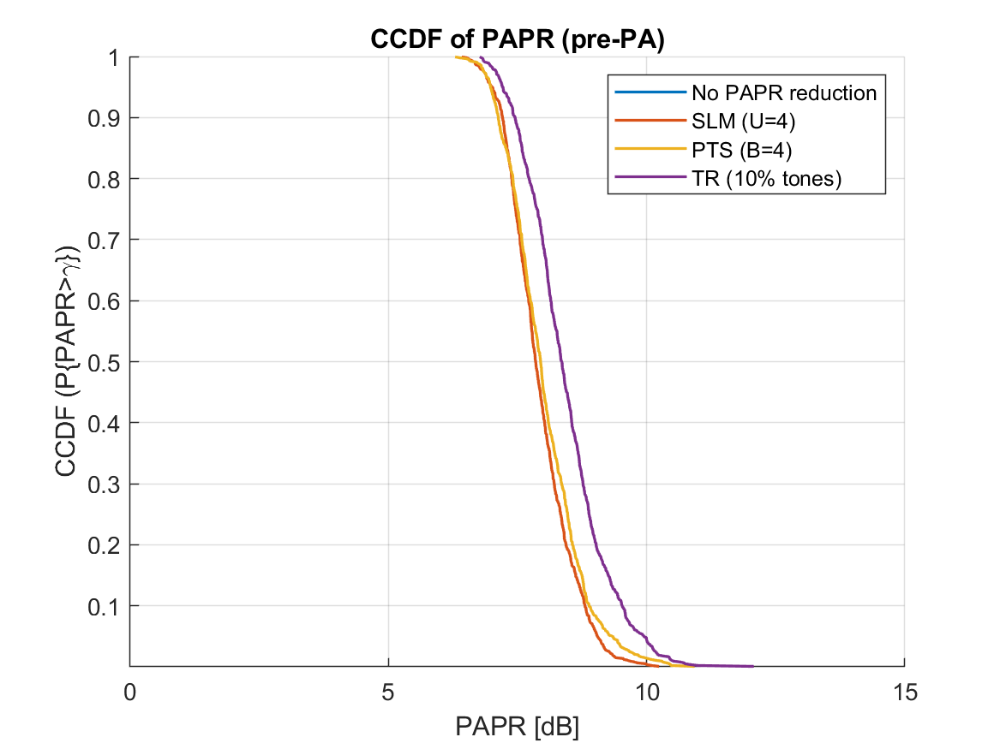 CCDF of PAPR (pre-PA)
1
0.9
0.8
0.7
0.6
0.5
0.4
0.3
0.2
0.1
CCDF (P{PAPR>γ})
No PAPR reduction
SLM (U=4)
PTS (B=4)
TR (10% tones)
0 5 10 15
PAPR [dB]